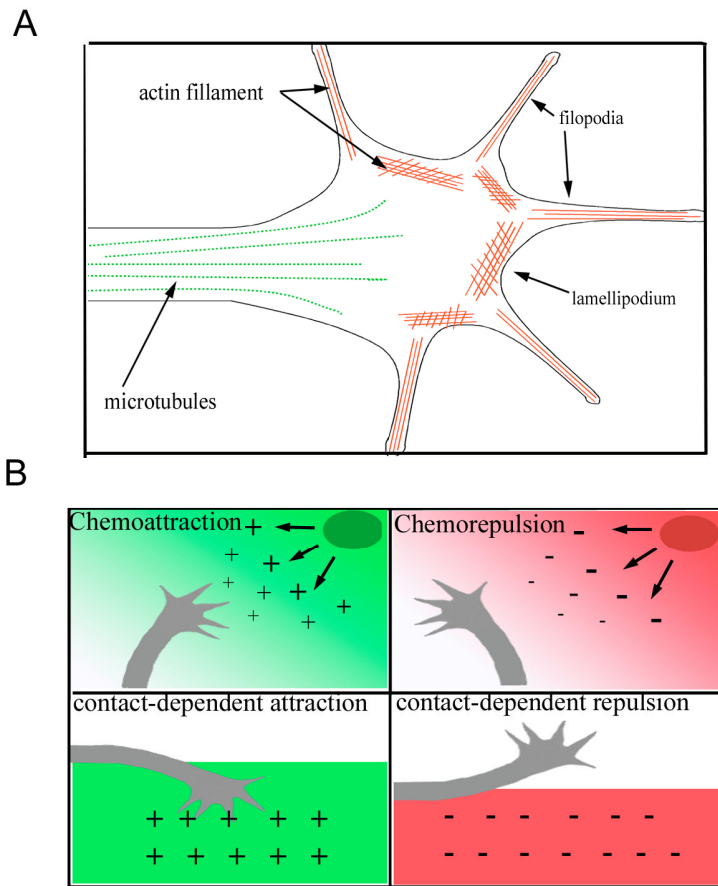 A
actin fillament
filopodia
lamellipodium
microtubules
B
Chemoattraction
+
+
+
+
+
+
+
+
+
Chemorepulsion
-
-
-
-
-
-
-
-
-
contact-dependent attraction
+ + + + +
+ + + + +
contact-dependent repulsion
- - - - - -
- - - - - - -